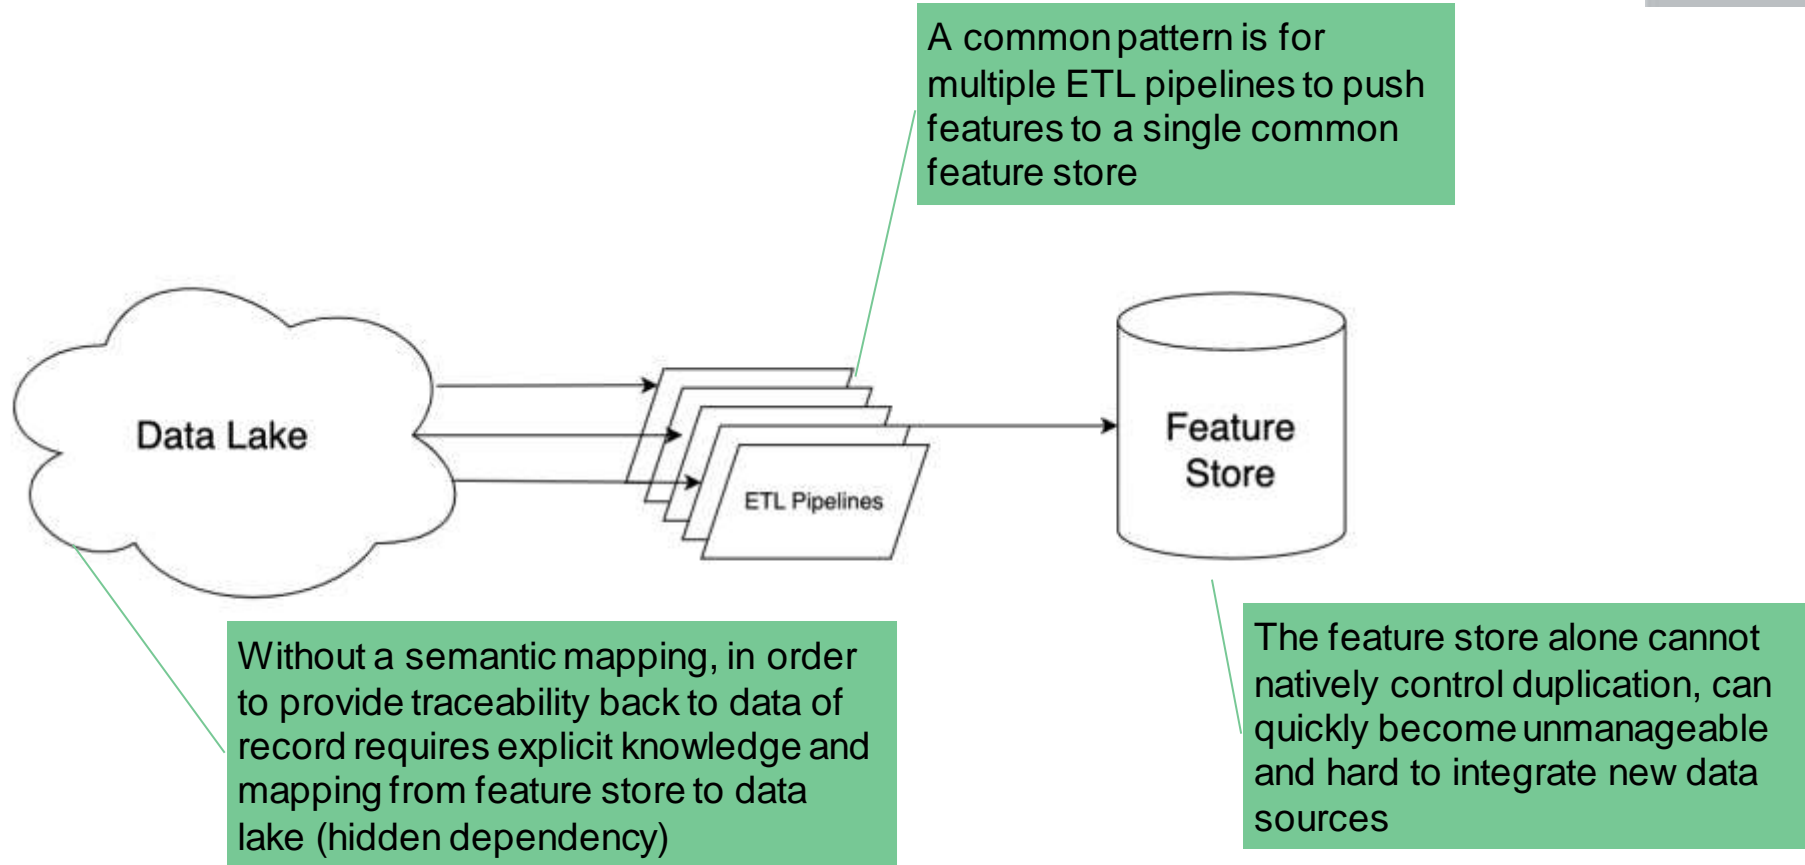 A common pattern is for
multiple ETL pipelines to push
features to a single common
feature store
Data Lake
ETL Pipelines
Feature
Store
Without a semantic mapping, in order
to provide traceability back to data of
record requires explicit knowledge and
mapping from feature store to data
lake (hidden dependency)
The feature store alone cannot
natively control duplication, can
quickly become unmanageable
and hard to integrate new data
sources